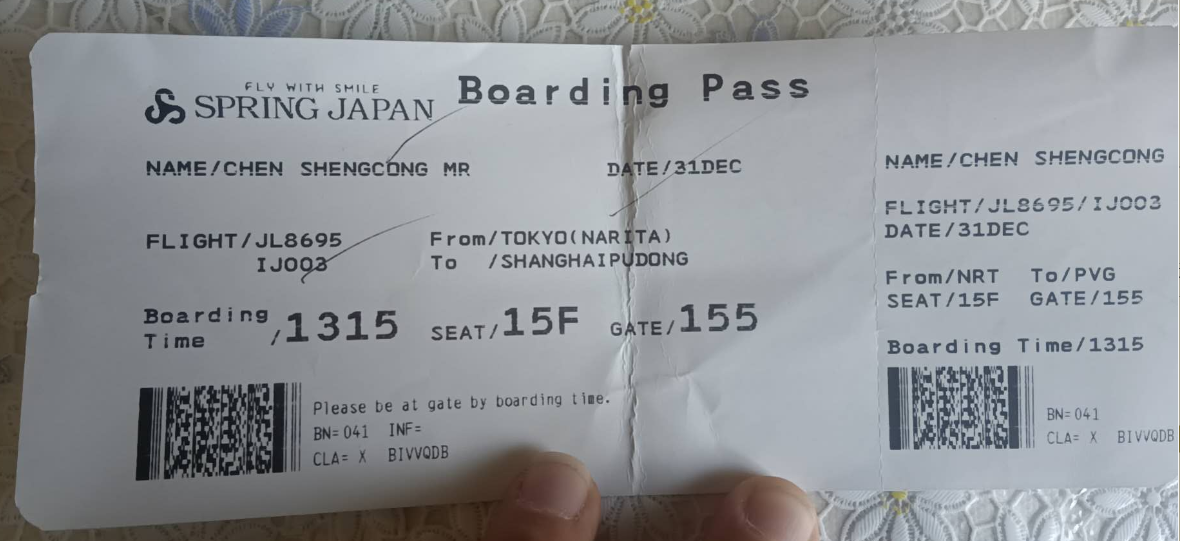 FLY WITH SMILE
SPRING JAPAN
Boarding Pass
NAME/CHEN SHENGCONG MR DATE/31DEC
FLIGHT/JL8695 From/TOKYO(NARITA)
IJ003 To /SHANGHAIPUDONG
Boarding Time /1315 SEAT/15F GATE/155
Please be at gate by boarding time.
BN=041 INF=
CLA= X BIVVQDB
NAME/CHEN SHENGCONG
FLIGHT/JL8695/IJ003
DATE/31DEC
From/NRT To/PVG
SEAT/15F GATE/155
Boarding Time/1315
BN=041
CLA= X BIVVQDB